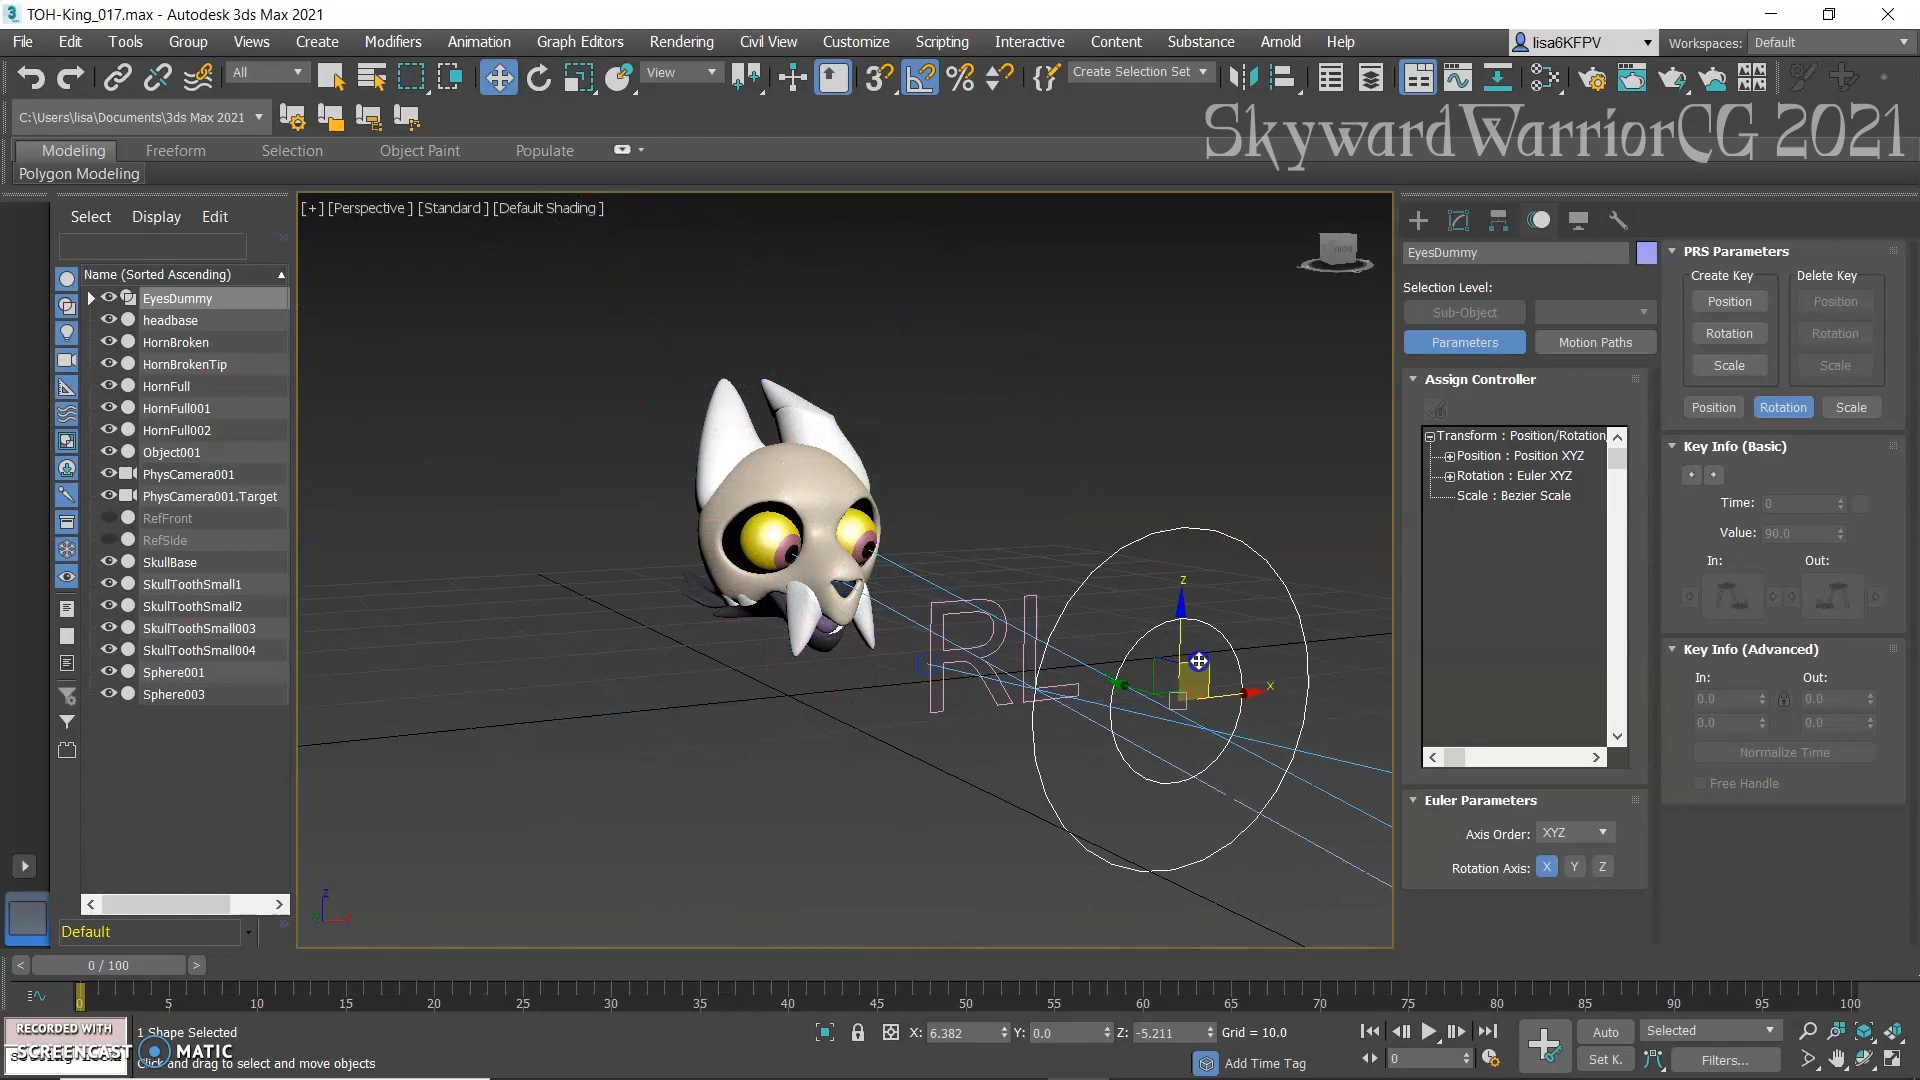 TOH-King_017.max - Autodesk 3ds Max 2021
File Edit Tools Group Views Create Modifiers Animation Graph Editors Rendering Civil View Customize Scripting Interactive Content Substance Arnold Help
lisa6KFPV Workspaces: Default
All View Create Selection Set
C:\Users\lisa\Documents\3ds Max 2021
SkywardWarriorCG 2021
Modeling Freeform Selection Object Paint Populate
Polygon Modeling
Select Display Edit
Name (Sorted Ascending)
EyesDummy
headbase
HornBroken
HornBrokenTip
HornFull
HornFull001
HornFull002
Object001
PhysCamera001
PhysCamera001.Target
RefFront
RefSide
SkullBase
SkullToothSmall1
SkullToothSmall2
SkullToothSmall003
SkullToothSmall004
Sphere001
Sphere003
Default
[+] [Perspective ] [Standard ] [Default Shading ]
RL
z
x
z
EyesDummy
Selection Level:
Sub-Object
Parameters Motion Paths
Assign Controller
Transform : Position/Rotation
Position : Position XYZ
Rotation : Euler XYZ
Scale : Bezier Scale
Euler Parameters
Axis Order: XYZ
Rotation Axis: X Y Z
PRS Parameters
Create Key Delete Key
Position Position
Rotation Rotation
Scale Scale
Position Rotation Scale
Key Info (Basic)
Time: 0
Value: 90.0
In: Out:
Key Info (Advanced)
In: Out:
0.0 0.0
0.0 0.0
Normalize Time
Free Handle
< 0 / 100 >
0 5 10 15 20 25 30 35 40 45 50 55 60 65 70 75 80 85 90 95 100
RECORDED WITH
SCREENCAST MATIC
1 Shape Selected
Click and drag to select and move objects
X: 6.382 Y: 0.0 Z: -5.211 Grid = 10.0
Add Time Tag
0
Auto Selected
Set K. Filters...